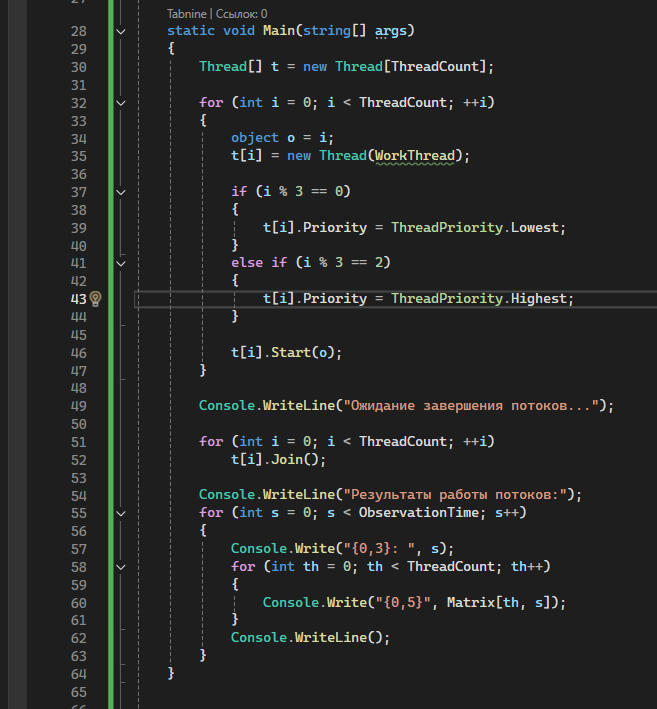 27
Tabnine | Ссылок: 0
28 static void Main(string[] args)
29 {
30 Thread[] t = new Thread[ThreadCount];
31
32 for (int i = 0; i < ThreadCount; ++i)
33 {
34 object o = i;
35 t[i] = new Thread(WorkThread);
36
37 if (i % 3 == 0)
38 {
39 t[i].Priority = ThreadPriority.Lowest;
40 }
41 else if (i % 3 == 2)
42 {
43 t[i].Priority = ThreadPriority.Highest;
44 }
45
46 t[i].Start(o);
47 }
48
49 Console.WriteLine("Ожидание завершения потоков...");
50
51 for (int i = 0; i < ThreadCount; ++i)
52 t[i].Join();
53
54 Console.WriteLine("Результаты работы потоков:");
55 for (int s = 0; s < ObservationTime; s++)
56 {
57 Console.Write("{0,3}: ", s);
58 for (int th = 0; th < ThreadCount; th++)
59 {
60 Console.Write("{0,5}", Matrix[th, s]);
61 }
62 Console.WriteLine();
63 }
64 }
65
66